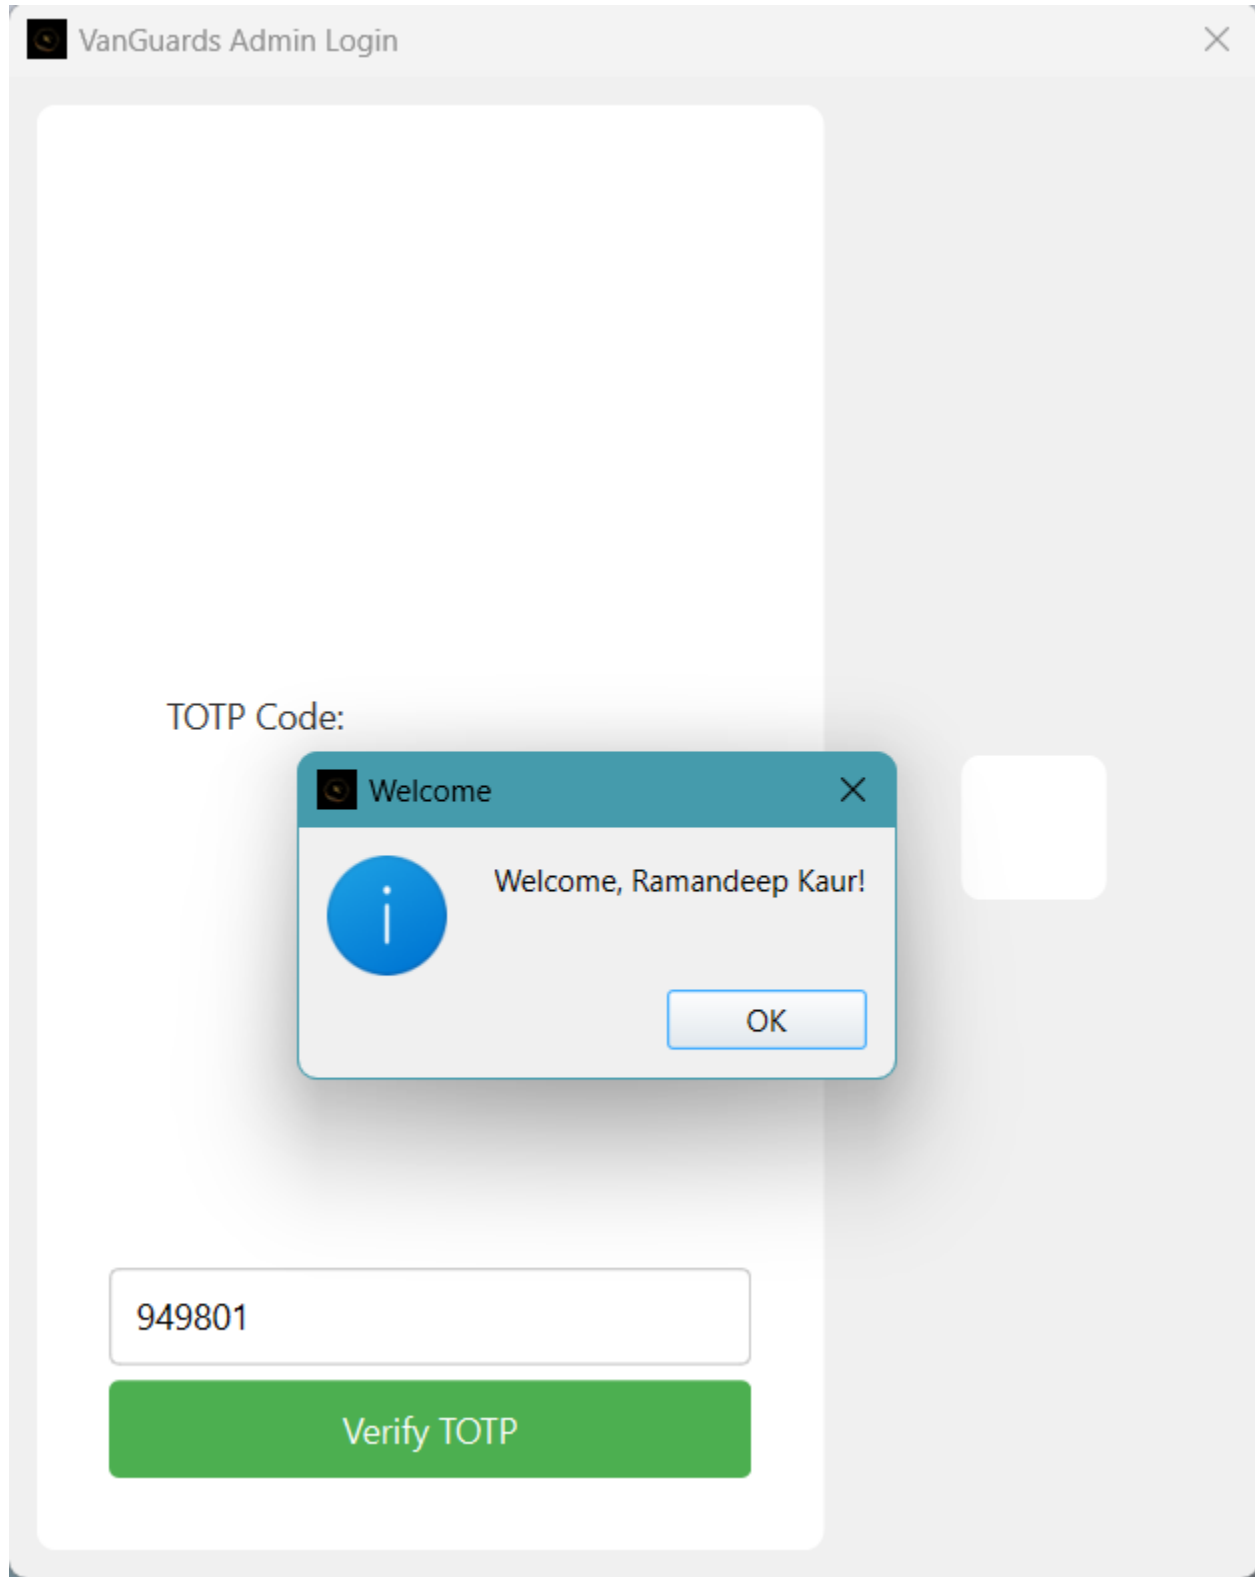 VanGuards Admin Login
TOTP Code:
Welcome
Welcome, Ramandeep Kaur!
OK
949801
Verify TOTP